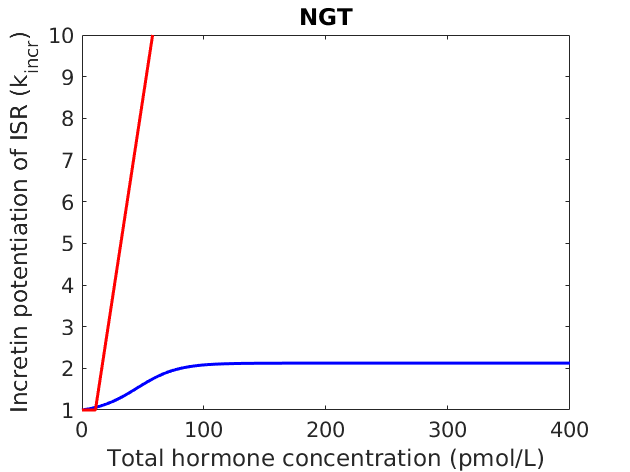 NGT
Incretin potentiation of ISR (k_incr)
10
9
8
7
6
5
4
3
2
1
0 100 200 300 400
Total hormone concentration (pmol/L)